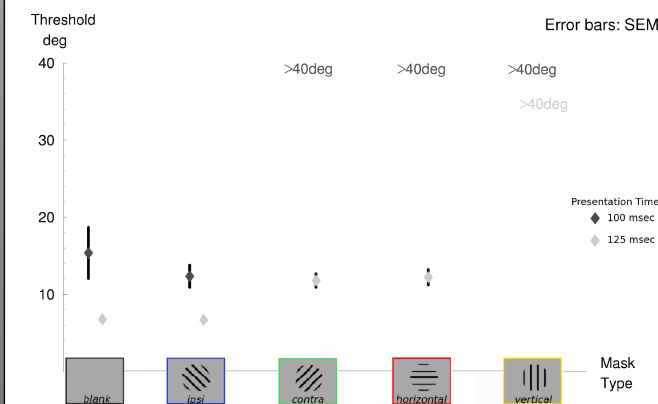 Threshold
deg
Error bars: SEM
40
>40deg
>40deg
>40deg
>40deg
30
Presentation Time
20
100 msec
125 msec
10
Mask
Type
blank
ipsi
contra
horizontal
vertical